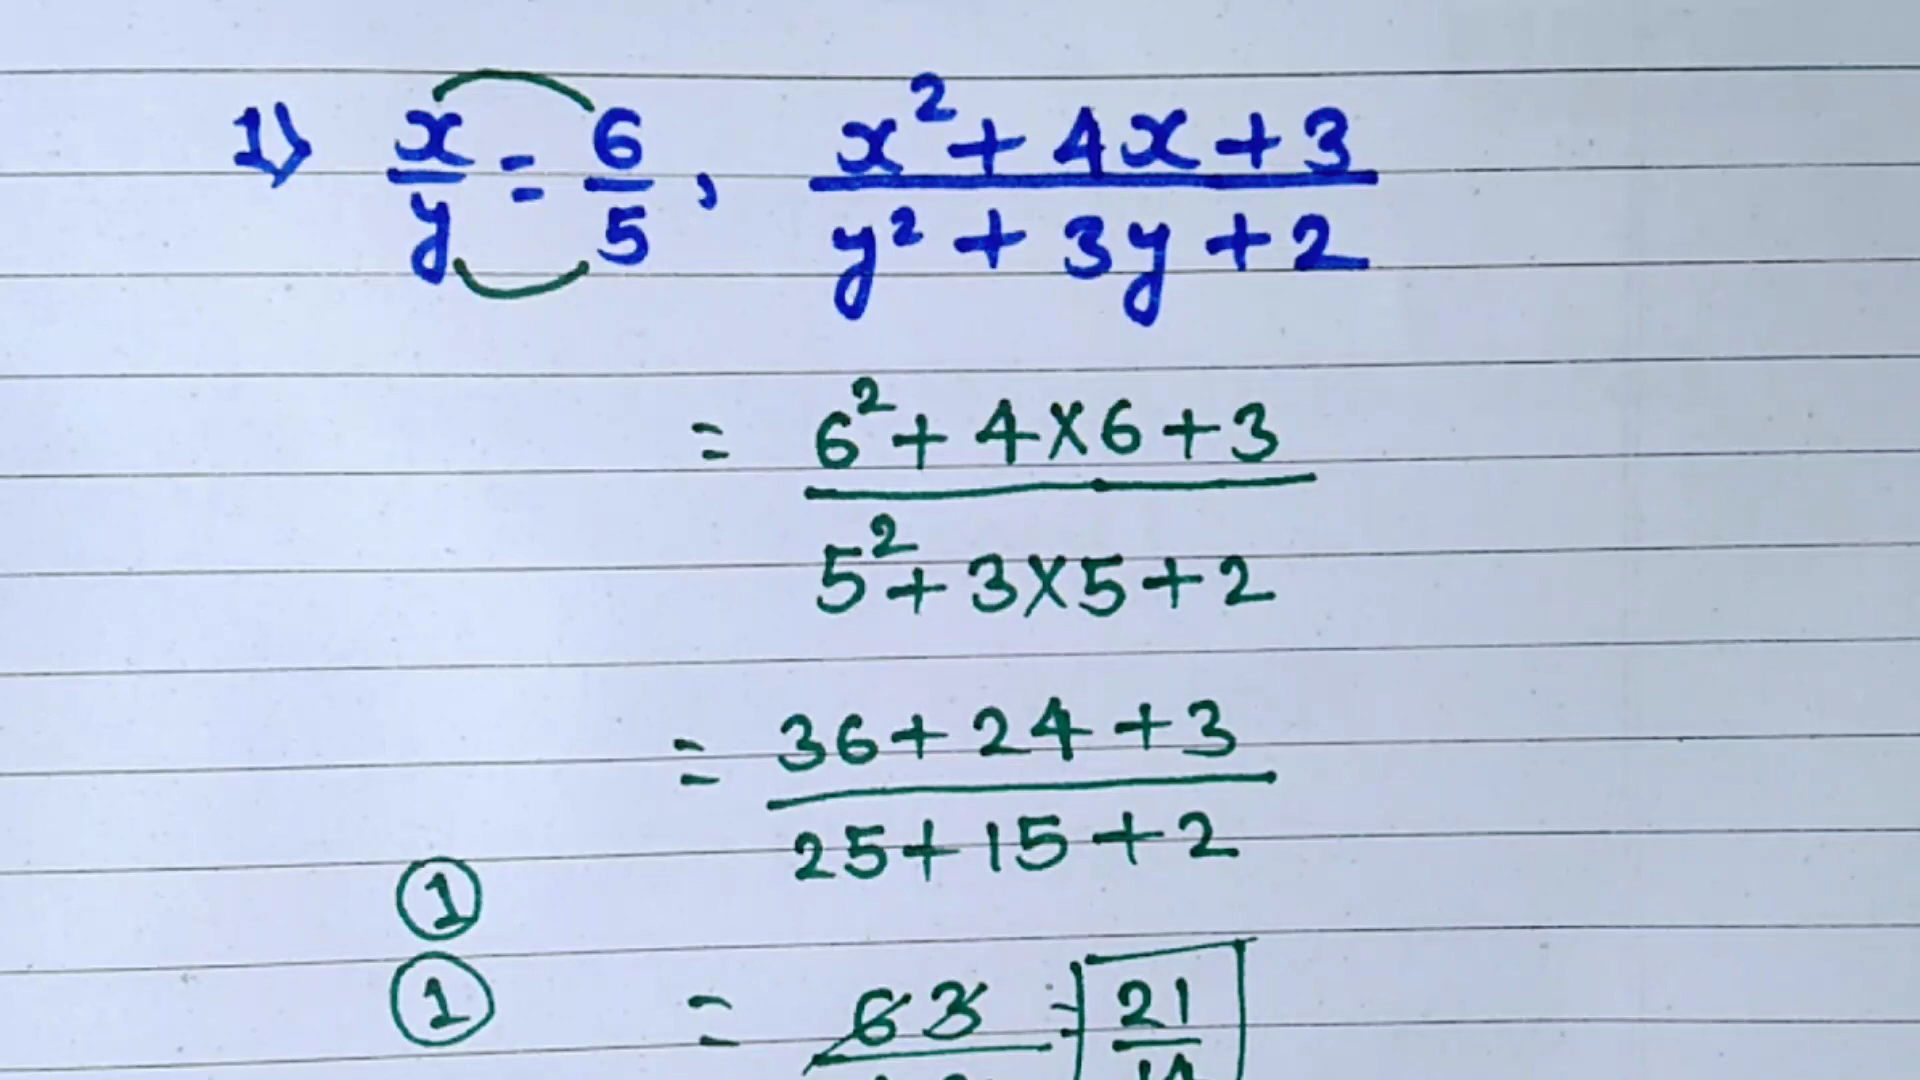 1) x/y = 6/5, x²+4x+3 / y²+3y+2
= 6²+4×6+3 / 5²+3×5+2
= 36+24+3 / 25+15+2
1
1
= 63 = 21